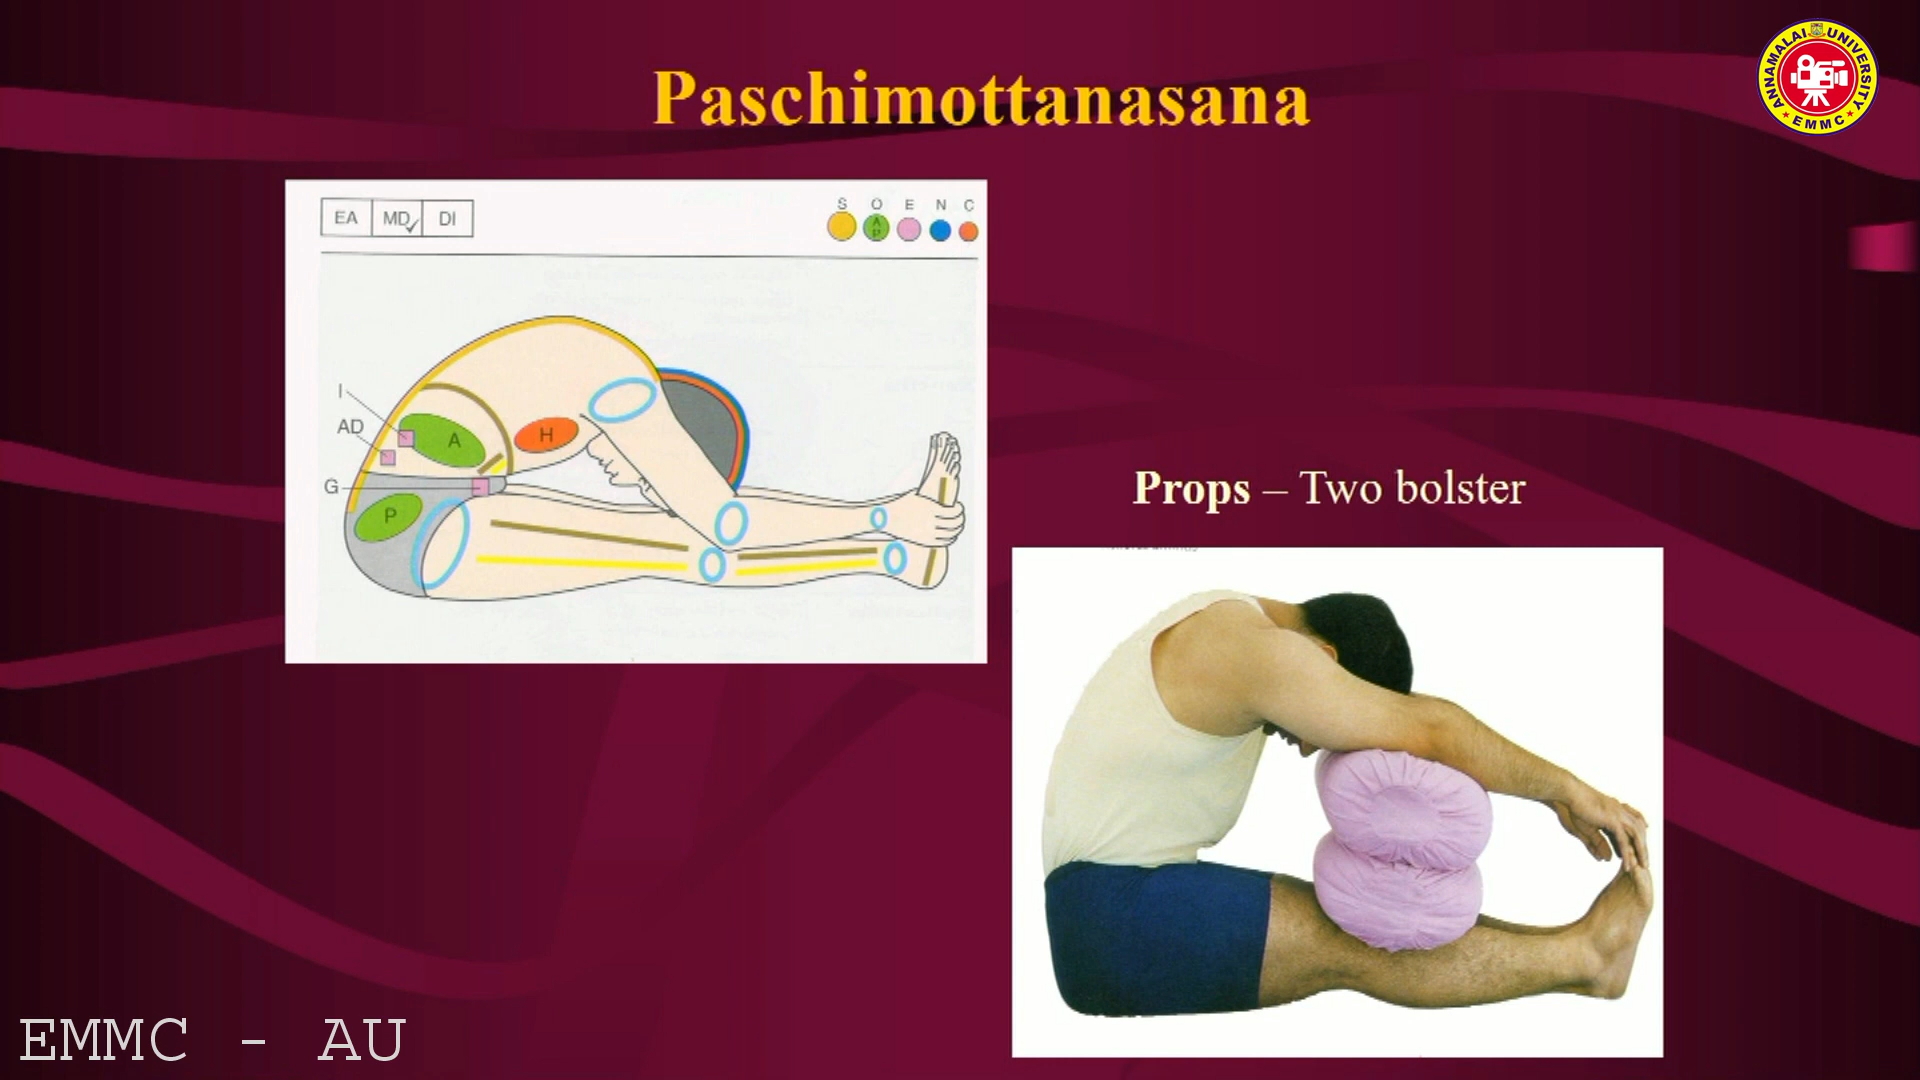 Paschimottanasana
ANNAMALAI UNIVERSITY
EMMC
EA MD DI
S O E N C
A
P
I
AD
G
A
H
P
Props – Two bolster
EMMC - AU